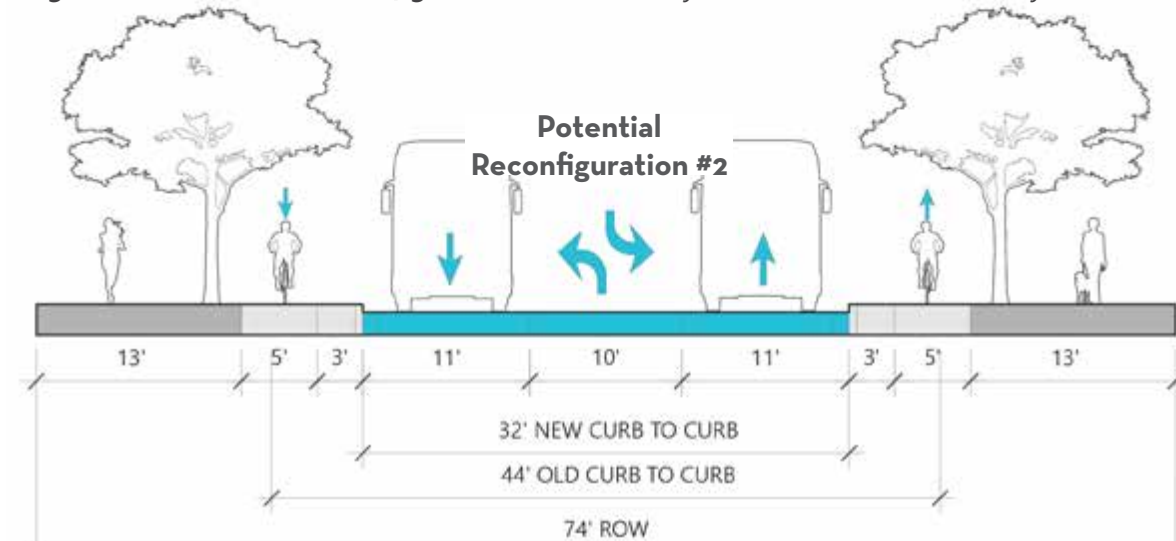 Potential
Reconfiguration #2
13' 5' 3' 11' 10' 11' 3' 5' 13'
32' NEW CURB TO CURB
44' OLD CURB TO CURB
74' ROW